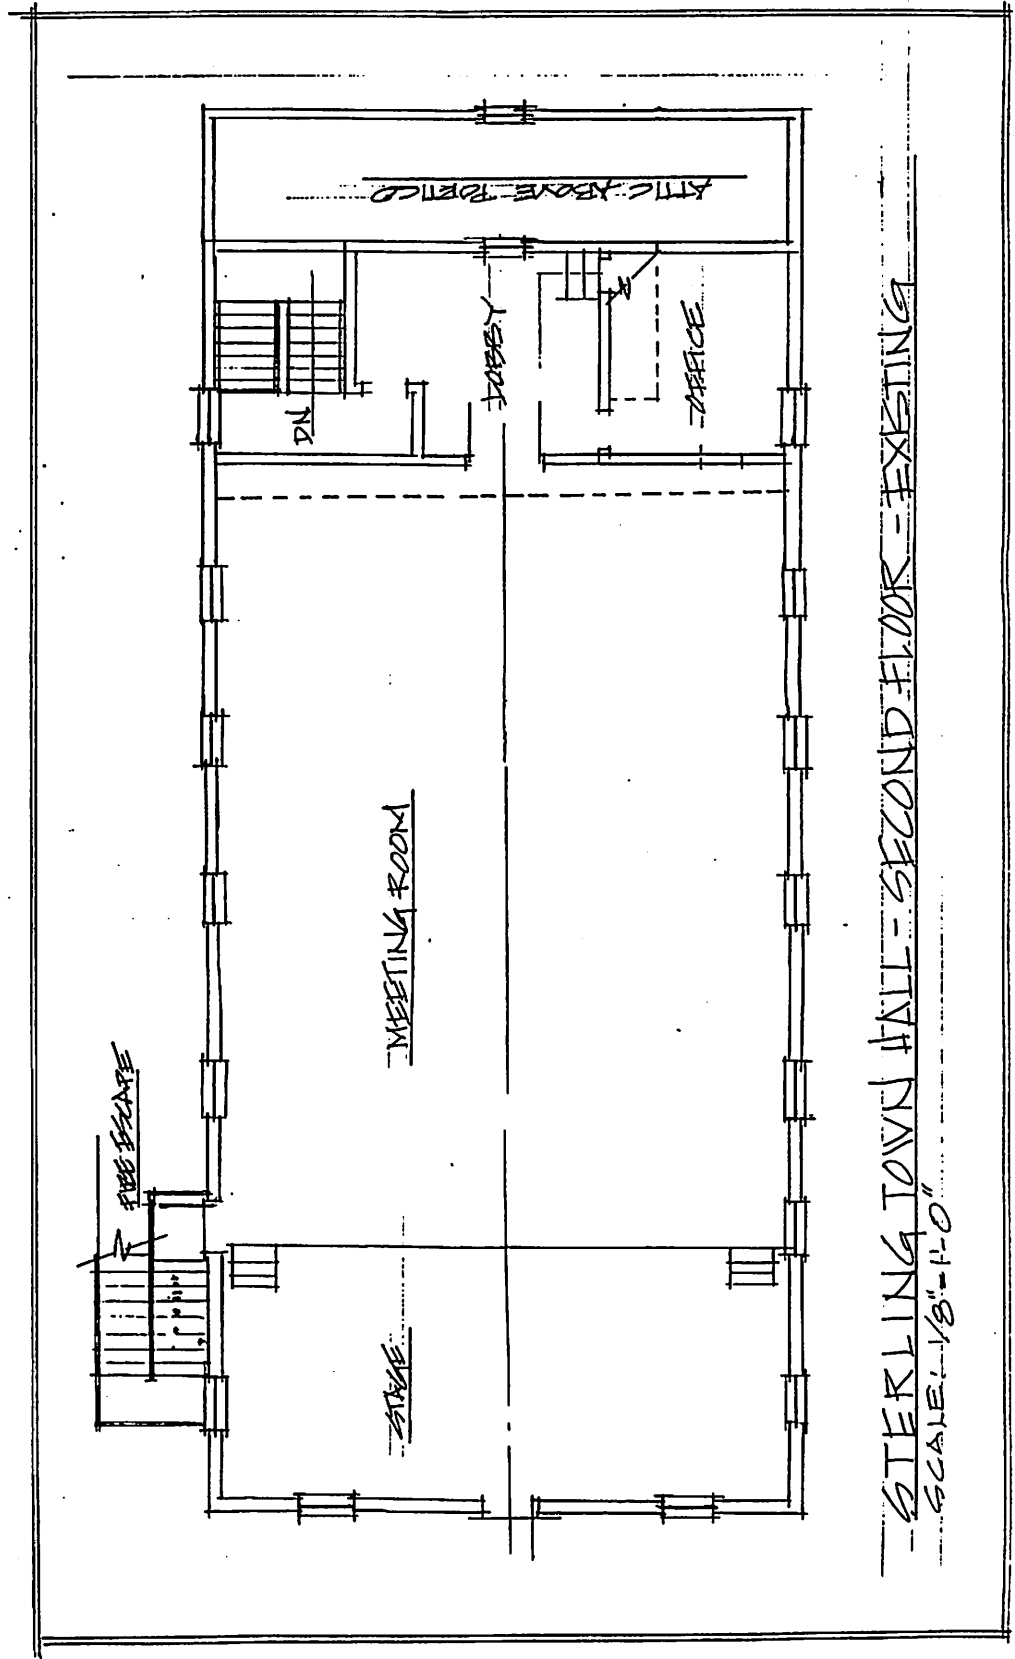 ATTIC ABOVE PORTICO
LOBBY
OFFICE
DN
MEETING ROOM
FIRE ESCAPE
STAGE
STERLING TOWN HALL - SECOND FLOOR - EXISTING
SCALE: 1/8" = 1'-0"